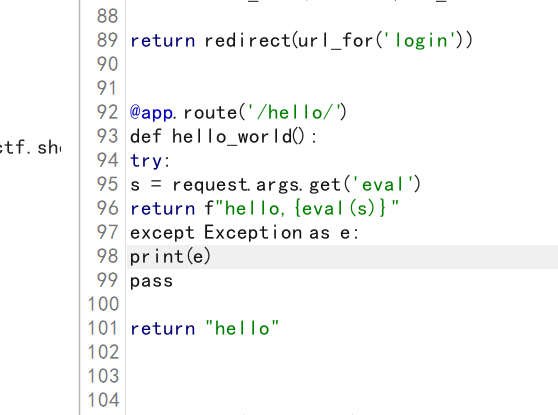 88
89 return redirect(url_for('login'))
90
91
92 @app.route('/hello/')
93 def hello_world():
94 try:
ctf.sh
95 s = request.args.get('eval')
96 return f"hello, {eval(s)}"
97 except Exception as e:
98 print(e)
99 pass
100
101 return "hello"
102
103
104